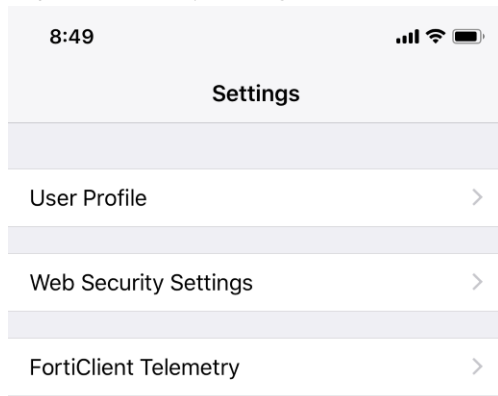 8:49
Settings
User Profile
Web Security Settings
FortiClient Telemetry